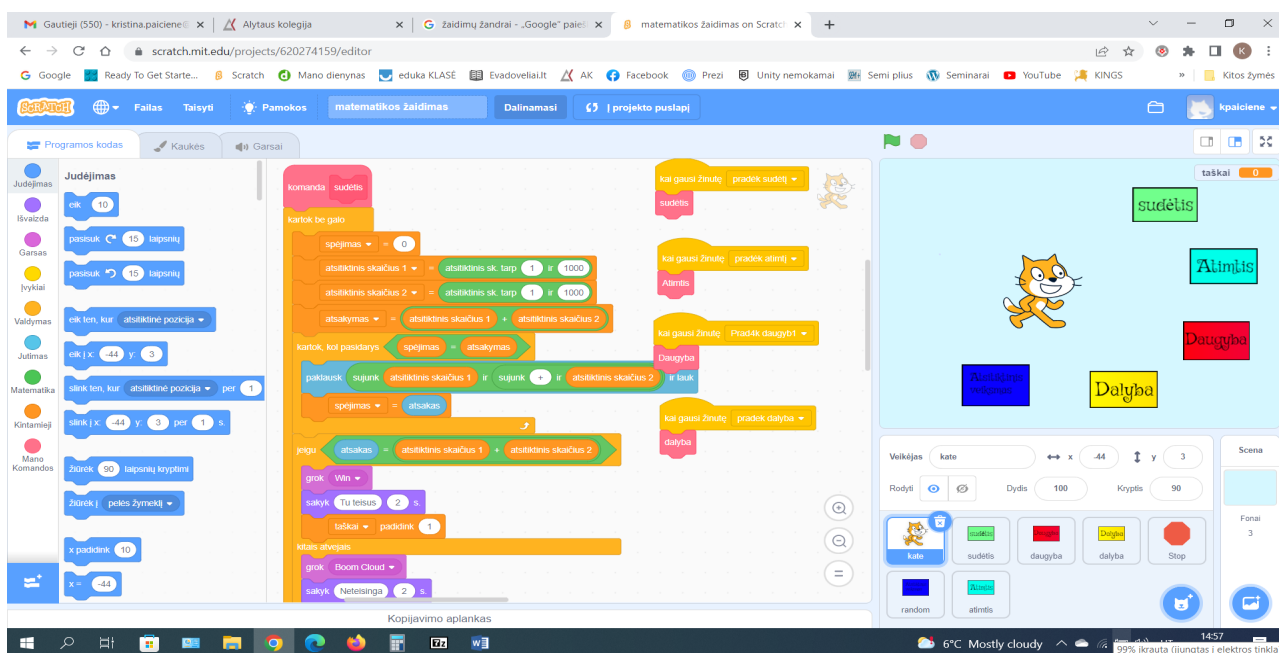 Gautieji (550) - kristina.paiciene@
Alytaus kolegija
žaidimų žandrai - „Google“ paieš
matematikos žaidimas on Scratch
scratch.mit.edu/projects/620274159/editor
K
Google
Ready To Get Starte...
Scratch
Mano dienynas
eduka KLASĖ
Evadoveliai.lt
AK
Facebook
Prezi
Unity nemokamai
Semi plius
Seminarai
YouTube
KINGS
»
Kitos žymės
SCRATCH
Failas
Taisyti
Pamokos
matematikos žaidimas
Dalinamasi
Į projekto puslapį
kpaiciene
Programos kodas
Kaukės
Garsai
Judėjimas
Išvaizda
Garsas
Įvykiai
Valdymas
Jutimas
Matematika
Kintamieji
Mano
Komandos
Judėjimas
eik 10
pasisuk 15 laipsnių
pasisuk 15 laipsnių
eik ten, kur atsitiktinė pozicija
eik į x: -44 y: 3
slink ten, kur atsitiktinė pozicija per 1
slink į x: -44 y: 3 per 1 s.
žiūrėk 90 laipsnių kryptimi
žiūrėk į pelės žymeklį
x padidink 10
x = -44
komanda sudėtis
kartok be galo
spėjimas = 0
atsitiktinis skaičius 1 = atsitiktinis sk. tarp 1 ir 1000
atsitiktinis skaičius 2 = atsitiktinis sk. tarp 1 ir 1000
atsakymas = atsitiktinis skaičius 1 + atsitiktinis skaičius 2
kartok, kol pasidarys spėjimas = atsakymas
paklausk sujunk atsitiktinis skaičius 1 ir sujunk + ir atsitiktinis skaičius 2 ir lauk
spėjimas = atsakas
jeigu atsakas = atsitiktinis skaičius 1 + atsitiktinis skaičius 2
grok Win
sakyk Tu teisus 2 s.
taškai padidink 1
kitais atvejais
grok Boom Cloud
sakyk Neteisinga 2 s.
kai gausi žinutę pradėk sudėtį
sudėtis
kai gausi žinutę pradėk atimtį
Atimtis
kai gausi žinutę Prad4k daugyb1
Daugyba
kai gausi žinutę pradek dalyba
dalyba
Kopijavimo aplankas
taškai 0
sudėtis
Atimtis
Daugyba
Dalyba
Veikėjas kate x -44 y 3
Rodyti Dydis 100 Kryptis 90
kate
sudėtis
sudėtis
Daugyba
daugyba
Dalyba
dalyba
Stop
random
Atimtis
atimtis
Scena
Fonai
3
6°C Mostly cloudy
14:57
99% įkrauta (įjungtas į elektros tinklą